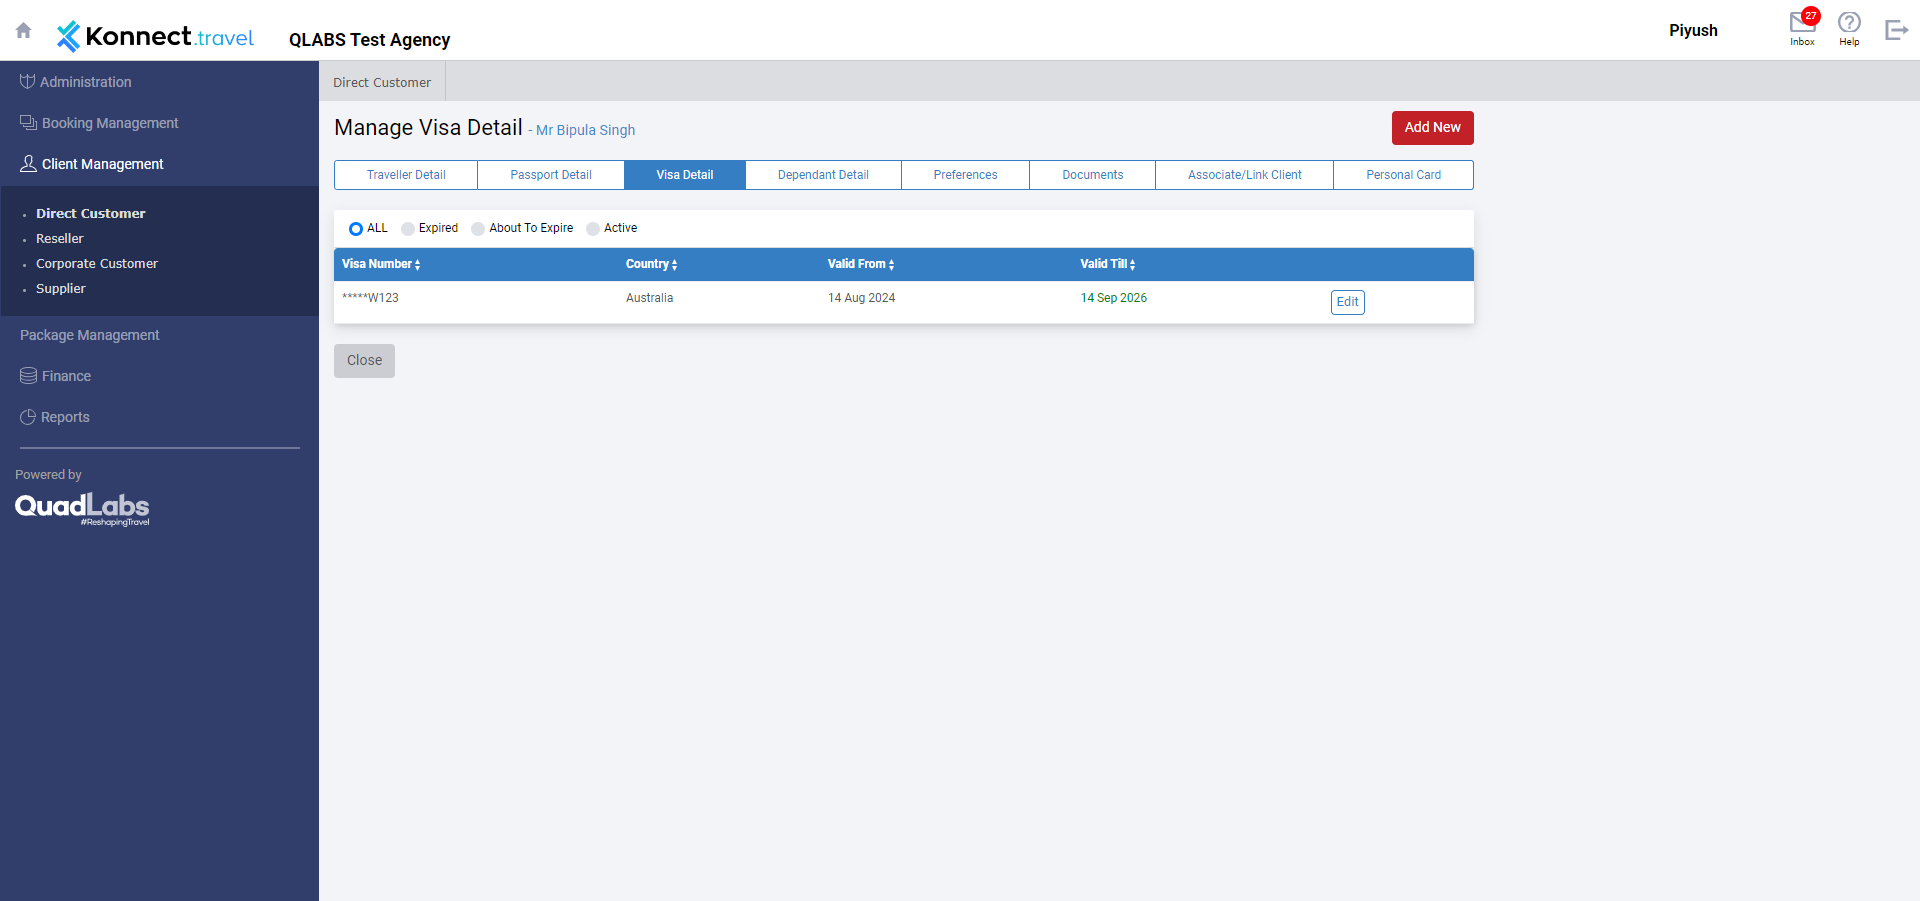 Konnect.travel
QLABS Test Agency
Piyush
27
Inbox
Help
Administration
Booking Management
Client Management
Direct Customer
Reseller
Corporate Customer
Supplier
Package Management
Finance
Reports
Powered by
QuadLabs
#ReshapingTravel
Direct Customer
Manage Visa Detail - Mr Bipula Singh
Add New
Traveller Detail Passport Detail Visa Detail Dependant Detail Preferences Documents Associate/Link Client Personal Card
ALL Expired About To Expire Active
Visa Number Country Valid From Valid Till
*****W123 Australia 14 Aug 2024 14 Sep 2026 Edit
Close